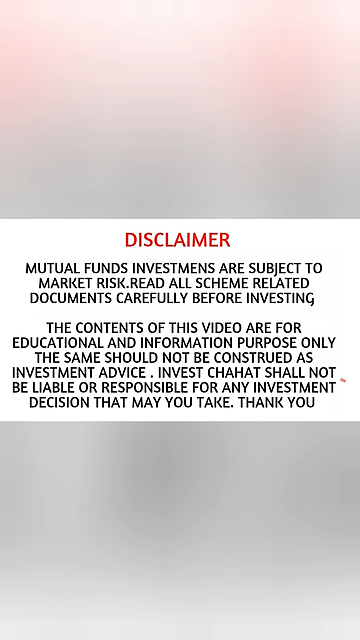 DISCLAIMER
MUTUAL FUNDS INVESTMENS ARE SUBJECT TO
MARKET RISK.READ ALL SCHEME RELATED
DOCUMENTS CAREFULLY BEFORE INVESTING
THE CONTENTS OF THIS VIDEO ARE FOR
EDUCATIONAL AND INFORMATION PURPOSE ONLY
THE SAME SHOULD NOT BE CONSTRUED AS
INVESTMENT ADVICE . INVEST CHAHAT SHALL NOT
BE LIABLE OR RESPONSIBLE FOR ANY INVESTMENT
DECISION THAT MAY YOU TAKE. THANK YOU